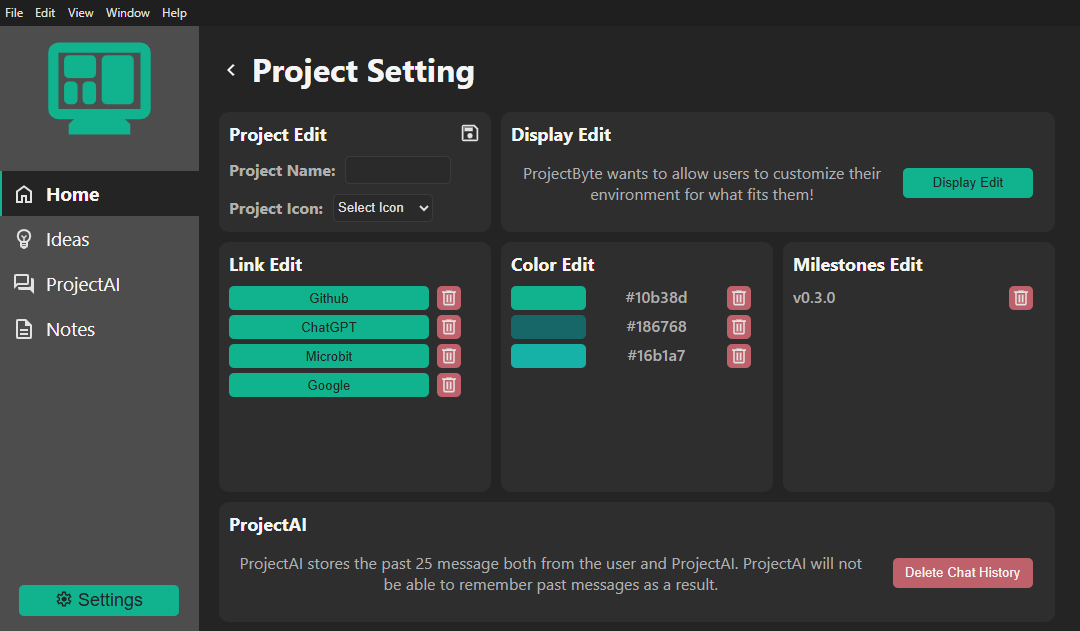 File Edit View Window Help
Home
Ideas
ProjectAI
Notes
Settings
Project Setting
Project Edit
Project Name:
Project Icon: Select Icon
Display Edit
ProjectByte wants to allow users to customize their
environment for what fits them!
Display Edit
Link Edit
Github
ChatGPT
Microbit
Google
Color Edit
#10b38d
#186768
#16b1a7
Milestones Edit
v0.3.0
ProjectAI
ProjectAI stores the past 25 message both from the user and ProjectAI. ProjectAI will not
be able to remember past messages as a result.
Delete Chat History